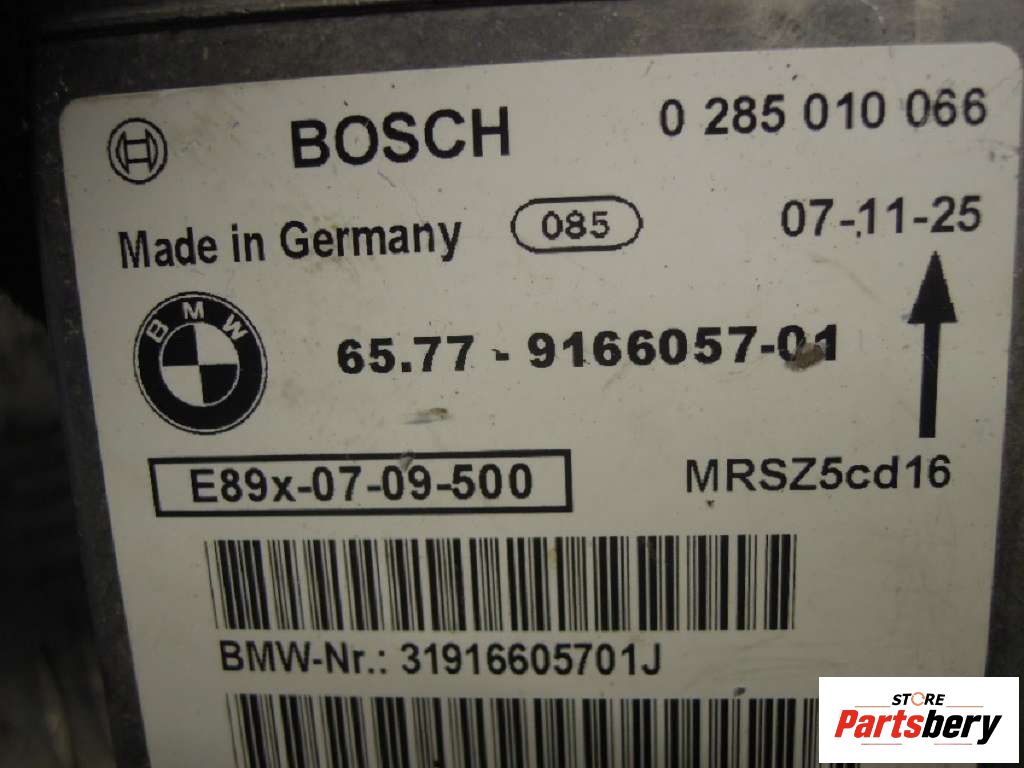 BOSCH 0 285 010 066
Made in Germany 085 07-11-25
BMW 65.77 - 9166057-01
E89x-07-09-500 MRSZ5cd16
BMW-Nr.: 31916605701J
STORE
Partsbery